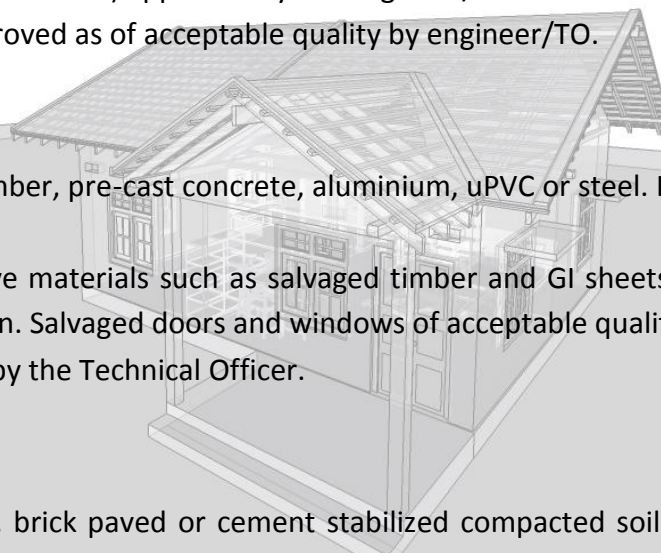 roved as of acceptable quality by engineer/TO.
mber, pre-cast concrete, aluminium, uPVC or steel.
ve materials such as salvaged timber and GI sheets
n. Salvaged doors and windows of acceptable qualit
by the Technical Officer.
brick paved or cement stabilized compacted soil